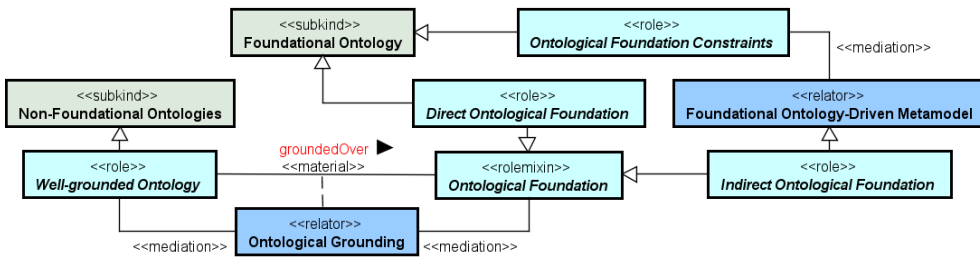 <<subkind>>
Foundational Ontology
<<role>>
Ontological Foundation Constraints
<<mediation>>
<<subkind>>
Non-Foundational Ontologies
<<role>>
Direct Ontological Foundation
<<relator>>
Foundational Ontology-Driven Metamodel
groundedOver
<<material>>
<<role>>
Well-grounded Ontology
<<rolemixin>>
Ontological Foundation
<<role>>
Indirect Ontological Foundation
<<relator>>
Ontological Grounding
<<mediation>>
<<mediation>>